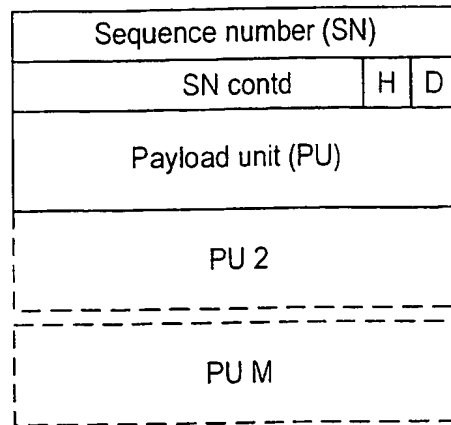 Sequence number (SN)
SN contd H D
Payload unit (PU)
PU 2
PU M